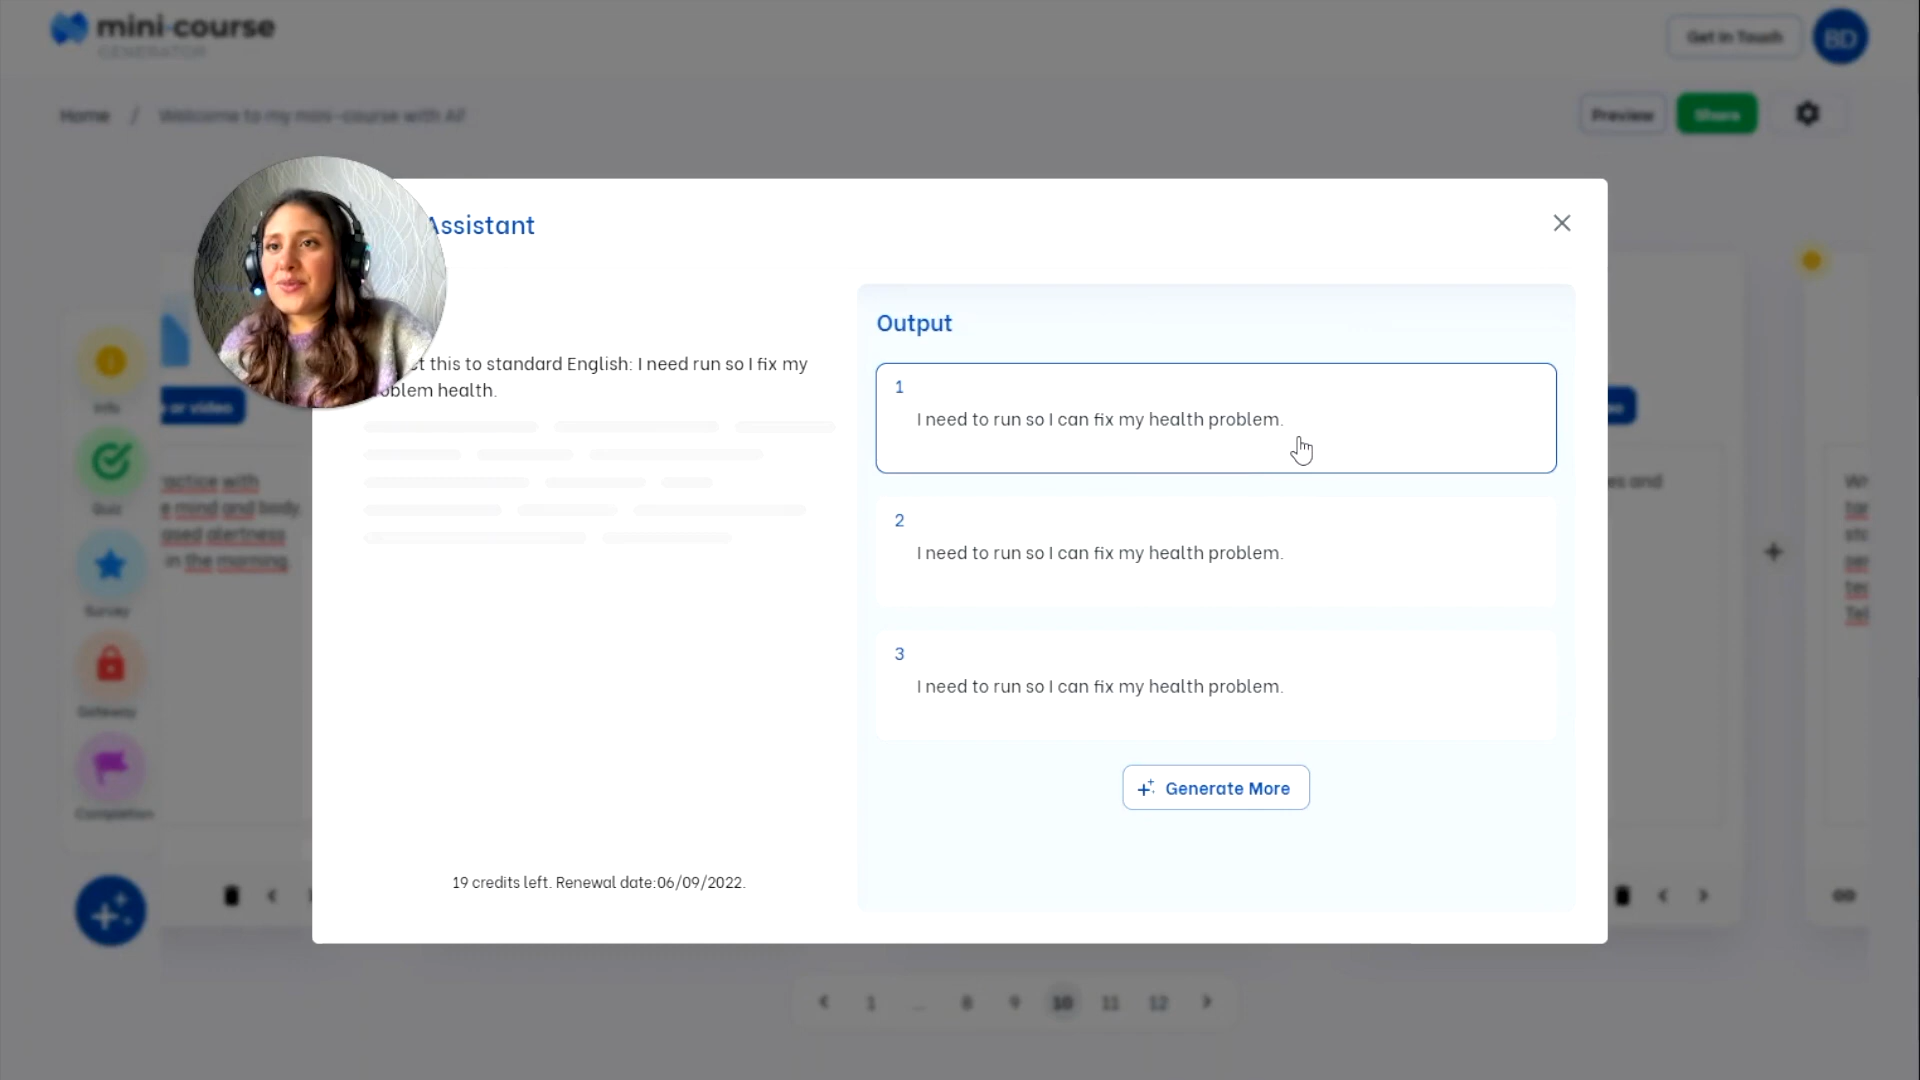 mini-course
GENERATOR
Get in Touch
BD
Home / Welcome to my mini-course with AI!
Preview
Share
Assistant
Output
t this to standard English: I need run so I fix my
oblem health.
1
I need to run so I can fix my health problem.
2
I need to run so I can fix my health problem.
3
I need to run so I can fix my health problem.
Generate More
19 credits left. Renewal date:06/09/2022.
Info
or video
Quiz
actice with
e mind and body.
ased alertness
in the morning.
Survey
Gateway
Completion
es and
1 ... 8 9 10 11 12